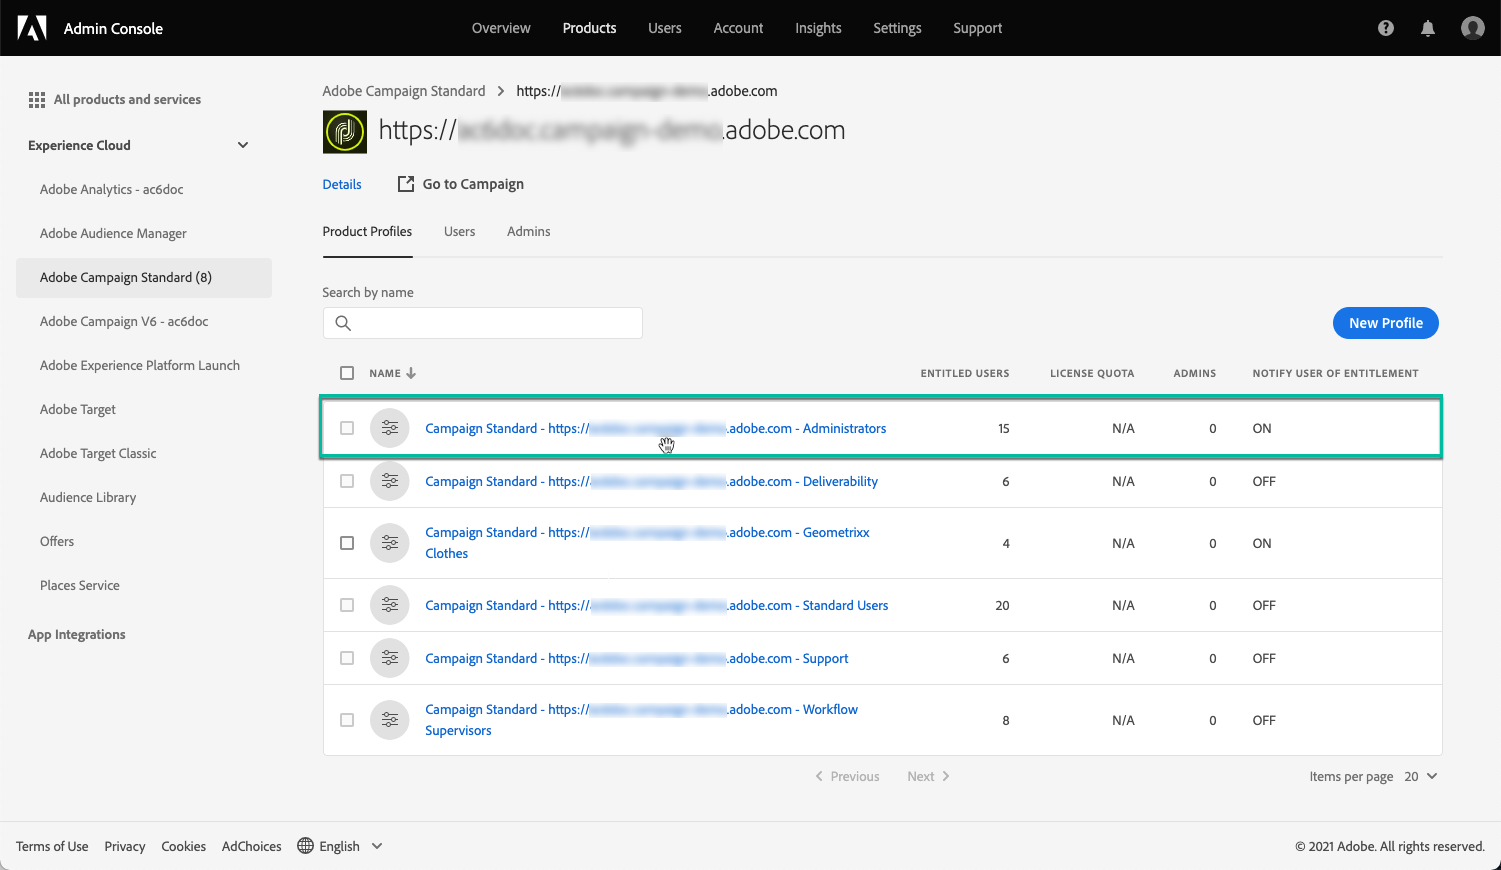 Admin Console
Overview Products Users Account Insights Settings Support
All products and services
Experience Cloud
Adobe Analytics - ac6doc
Adobe Audience Manager
Adobe Campaign Standard (8)
Adobe Campaign V6 - ac6doc
Adobe Experience Platform Launch
Adobe Target
Adobe Target Classic
Audience Library
Offers
Places Service
App Integrations
Adobe Campaign Standard > https:// .adobe.com
https:// .adobe.com
Details Go to Campaign
Product Profiles Users Admins
Search by name
New Profile
NAME ENTITLED USERS LICENSE QUOTA ADMINS NOTIFY USER OF ENTITLEMENT
Campaign Standard - https:// .adobe.com - Administrators 15 N/A 0 ON
Campaign Standard - https:// .adobe.com - Deliverability 6 N/A 0 OFF
Campaign Standard - https:// .adobe.com - Geometrixx
Clothes 4 N/A 0 ON
Campaign Standard - https:// .adobe.com - Standard Users 20 N/A 0 OFF
Campaign Standard - https:// .adobe.com - Support 6 N/A 0 OFF
Campaign Standard - https:// .adobe.com - Workflow
Supervisors 8 N/A 0 OFF
Previous Next Items per page 20
Terms of Use Privacy Cookies AdChoices English © 2021 Adobe. All rights reserved.